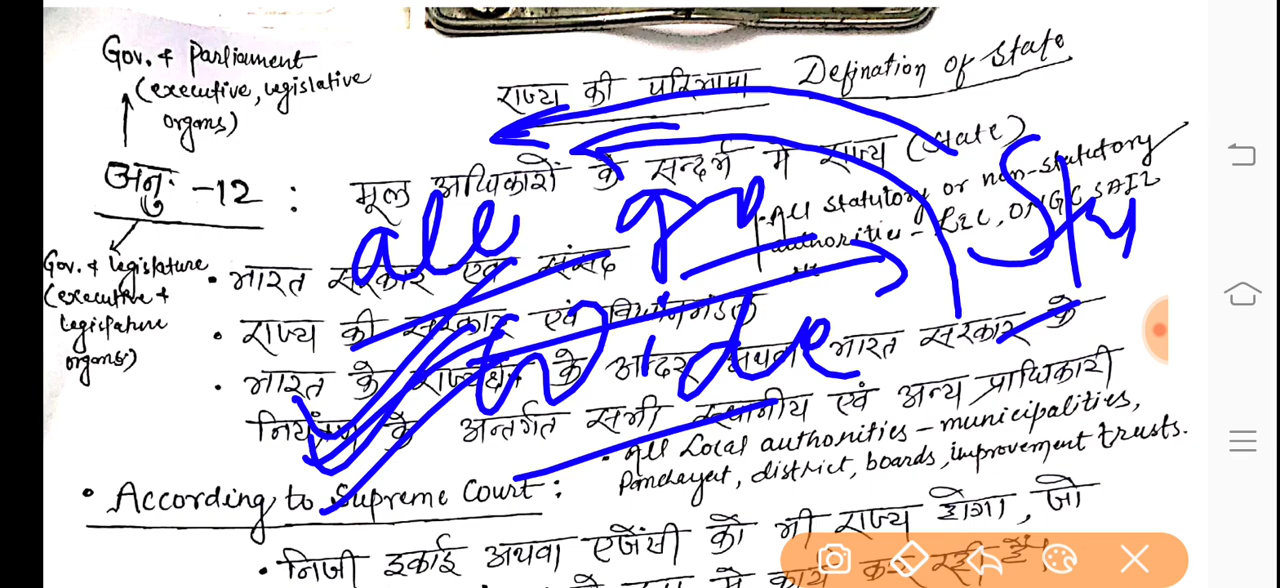 Gov. & Parliament
(executive, legislative
organs)
राज्य की परिभाषा Defination of state
अनु: -12 :
मूल अधिकारों के सन्दर्भ में राज्य (State)
• All statutory or non-statutory
authorities - LIC, ONGC, SAIL
Gov. & legislature
(executive &
legislature
organs)
• भारत सरकार एवं संसद
• राज्य की सरकार एवं विधानमंडल
• भारत के राज्यक्षेत्र के अन्दर अथवा भारत सरकार के
नियंत्रण के अन्तर्गत सभी स्थानीय एवं अन्य प्राधिकारी
• All Local authorities - municipalities,
Panchayat, district, boards, improvement trusts.
• According to Supreme Court :
• निजी इकाई अथवा एजेंसी को भी राज्य होगा, जो
में कार्य कर रही है,
all
wide